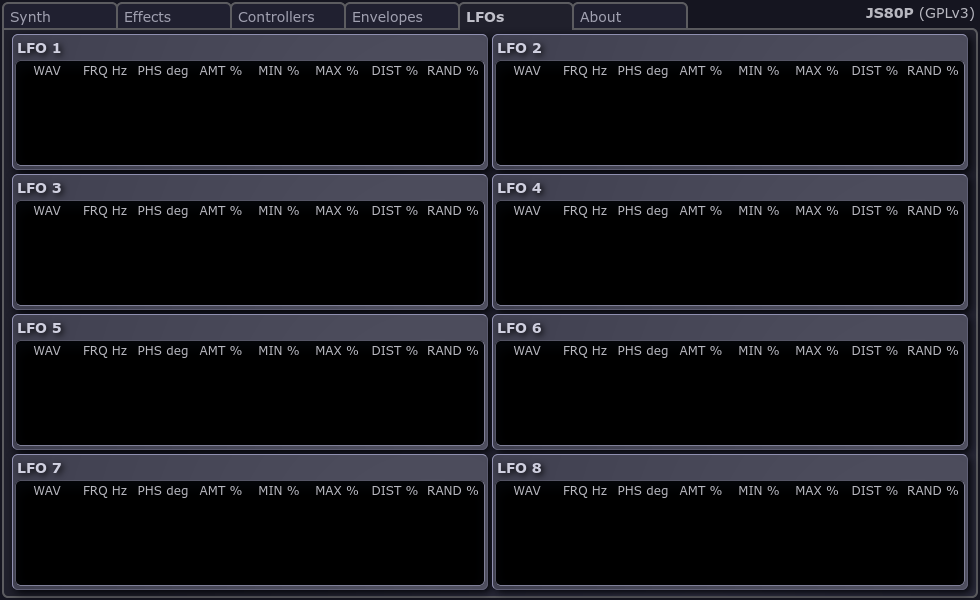 Synth Effects Controllers Envelopes LFOs About JS80P (GPLv3)
LFO 1
WAV FRQ Hz PHS deg AMT % MIN % MAX % DIST % RAND %
LFO 2
WAV FRQ Hz PHS deg AMT % MIN % MAX % DIST % RAND %
LFO 3
WAV FRQ Hz PHS deg AMT % MIN % MAX % DIST % RAND %
LFO 4
WAV FRQ Hz PHS deg AMT % MIN % MAX % DIST % RAND %
LFO 5
WAV FRQ Hz PHS deg AMT % MIN % MAX % DIST % RAND %
LFO 6
WAV FRQ Hz PHS deg AMT % MIN % MAX % DIST % RAND %
LFO 7
WAV FRQ Hz PHS deg AMT % MIN % MAX % DIST % RAND %
LFO 8
WAV FRQ Hz PHS deg AMT % MIN % MAX % DIST % RAND %